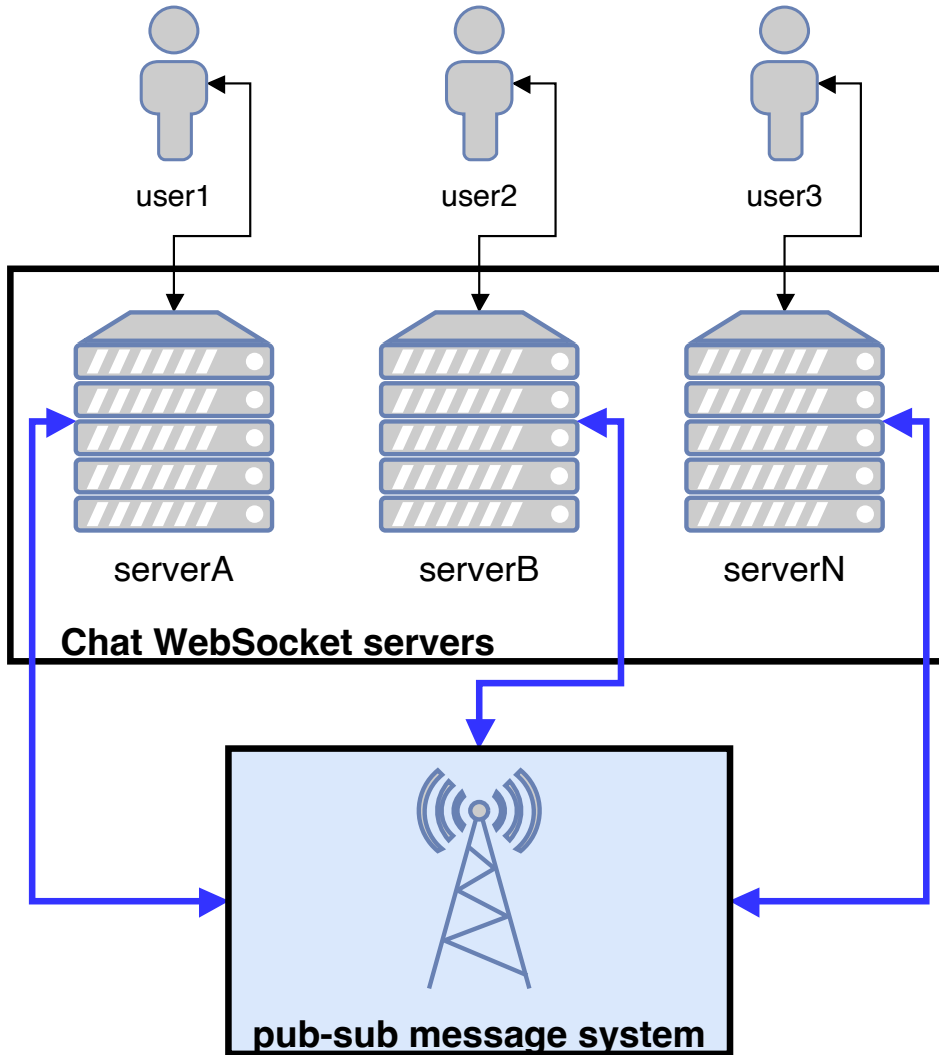 user1
user2
user3
serverA
serverB
serverN
Chat WebSocket servers
pub-sub message system